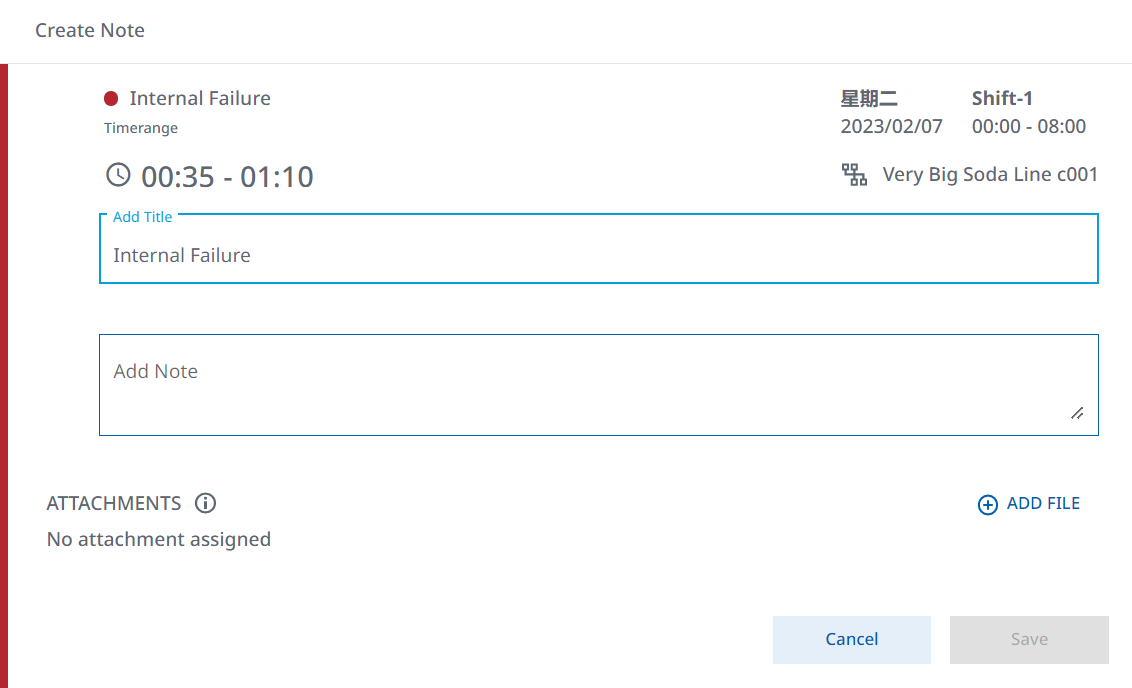 Create Note
Internal Failure
Timerange
00:35 - 01:10
星期二
2023/02/07
Shift-1
00:00 - 08:00
Very Big Soda Line c001
Add Title
Internal Failure
Add Note
ATTACHMENTS
ADD FILE
No attachment assigned
Cancel
Save